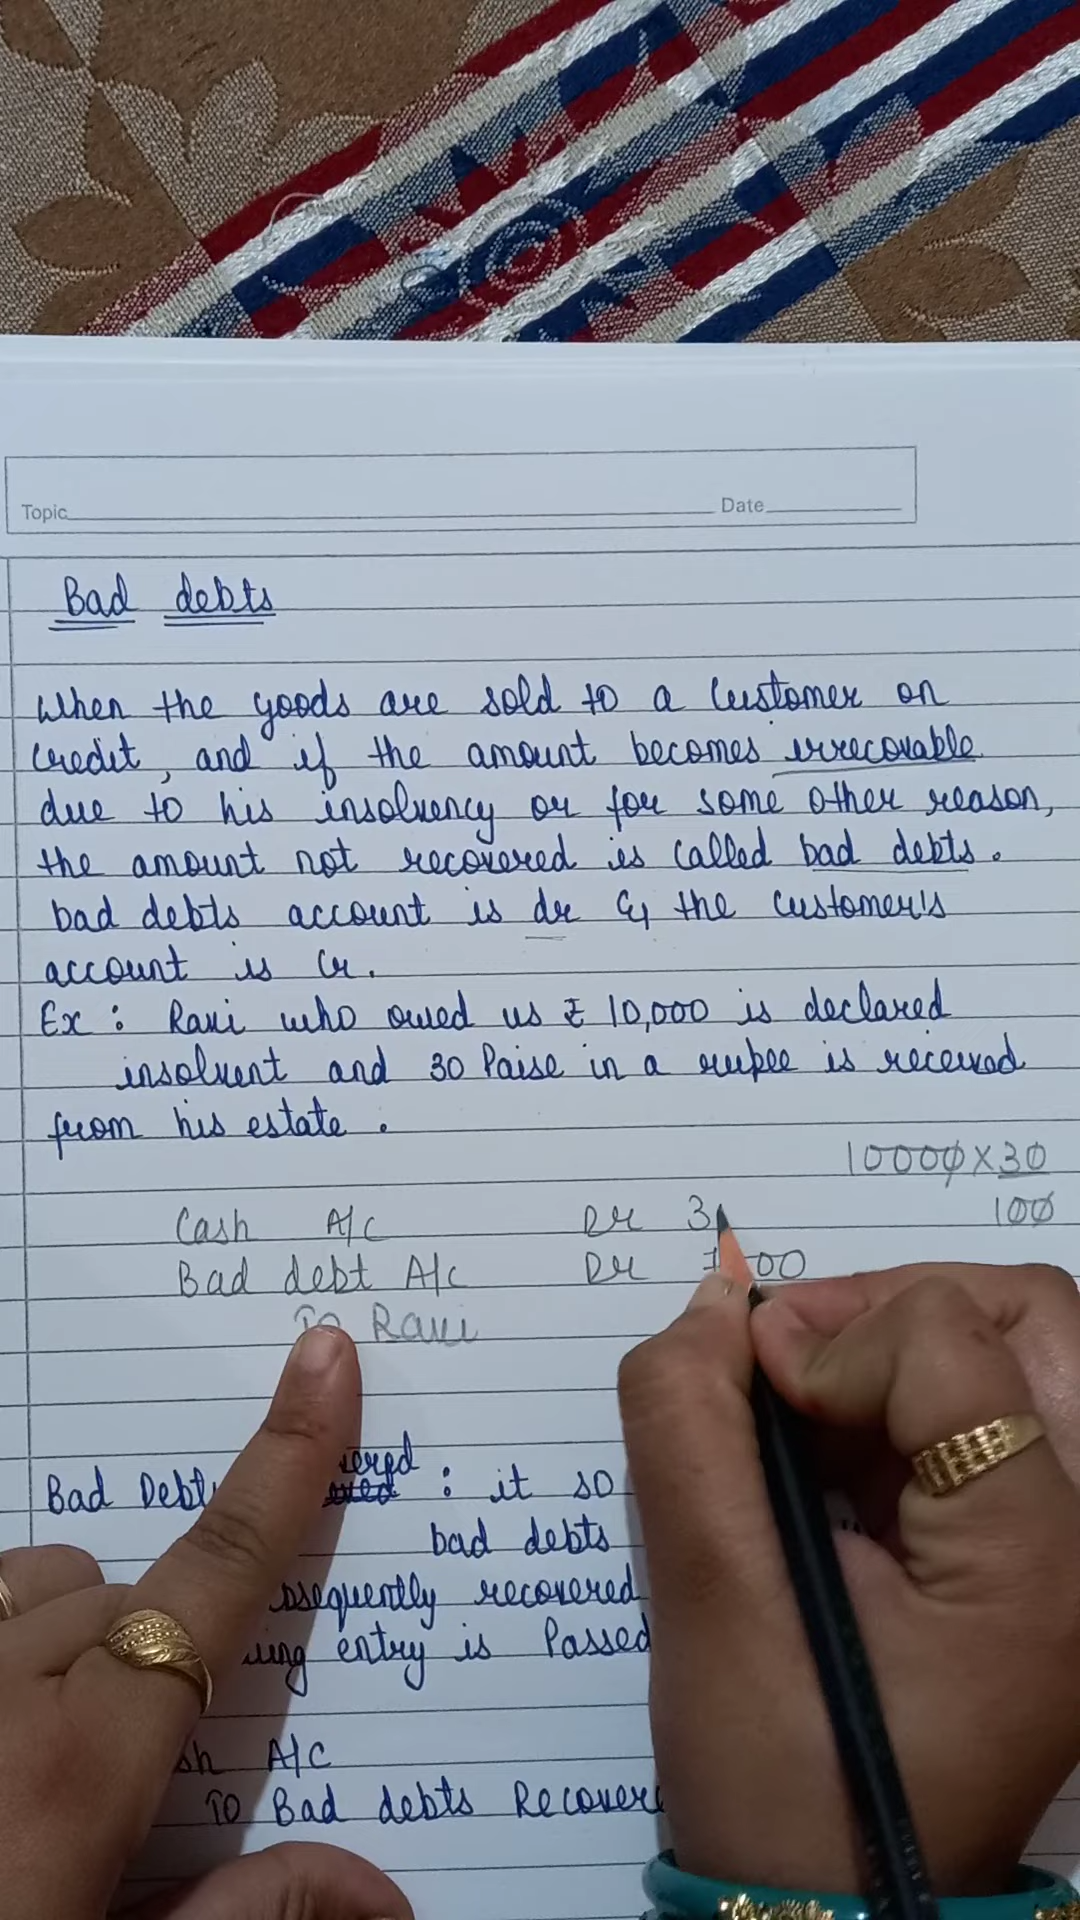 Topic Date
Bad debts
When the goods are sold to a Customer on
Credit, and if the amount becomes irrecovable
due to his insolvency or for some other reason,
the amount not recovered is called bad debts.
bad debts account is dr & the Customer's
account is Cr.
Ex : Ravi who owed us ₹ 10,000 is declared
insolvent and 30 Paise in a rupee is received
from his estate.
10000 X 30
100
Cash A/C Dr 3
Bad debt A/c Dr
To Ravi
Bad : it so
bad debts
recovered
entry is Passed
A/C
To Bad debts